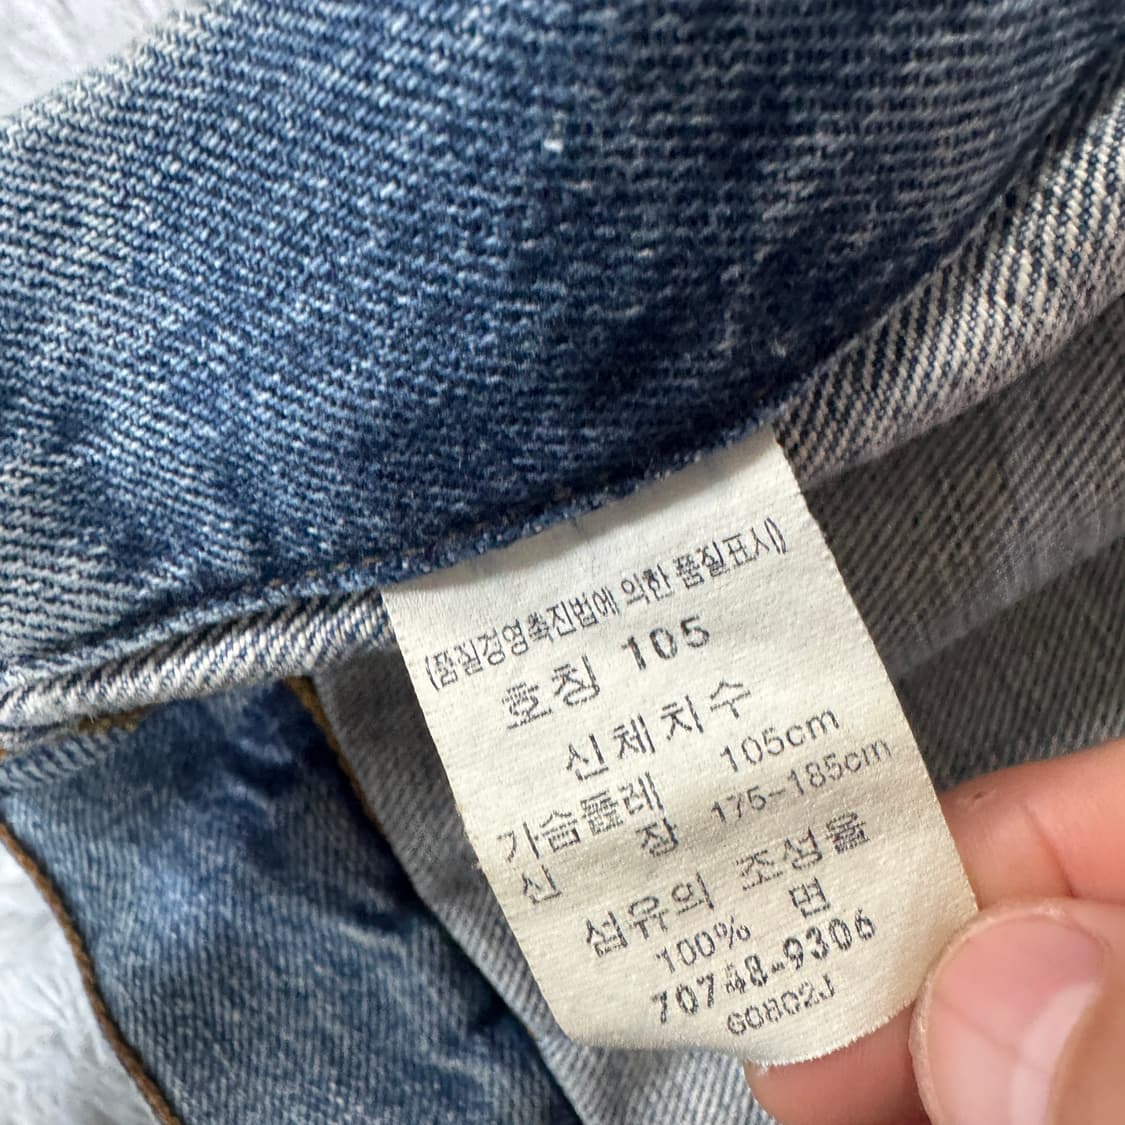 (품질경영촉진법에 의한 품질표시)
호칭 105
신체치수
가슴둘레 105cm
신 장 175-185cm
섬유의 조성율
100% 면
70748-9306
G0802J